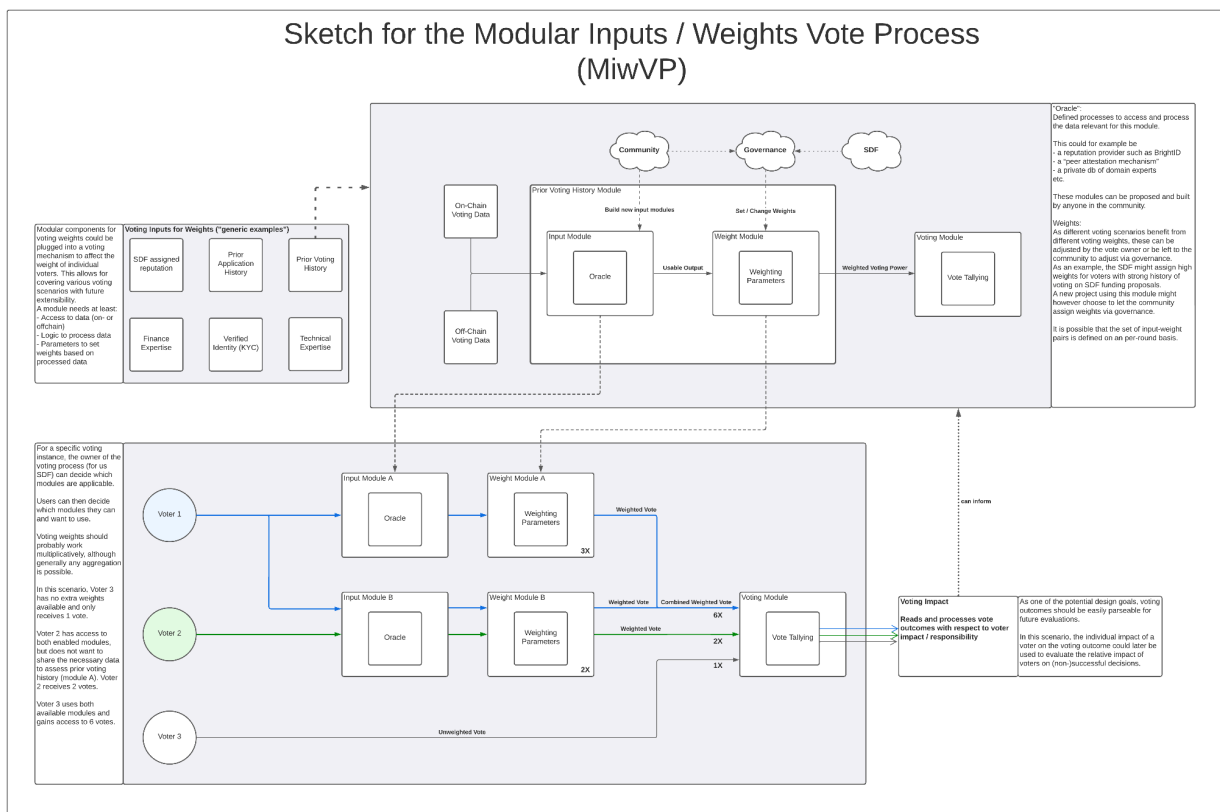 Sketch for the Modular Inputs / Weights Vote Process
(MiwVP)
Community
Governance
SDF
"Oracle":
Defined processes to access and process
the data relevant for this module.
This could for example be
- a reputation provider such as BrightID
- a "peer attestation mechanism"
- a private db of domain experts
etc.
These modules can be proposed and built
by anyone in the community.
Weights:
As different voting scenarios benefit from
different voting weights, these can be
adjusted by the vote owner or be left to the
community to adjust via governance.
As an example, the SDF might assign high
weights for voters with strong history of
voting on SDF funding proposals.
A new project using this module might
however choose to let the community
assign weights via governance.
It is possible that the set of input-weight
pairs is defined on an per-round basis.
On-Chain
Voting Data
Off-Chain
Voting Data
Prior Voting History Module
Build new input modules
Set / Change Weights
Input Module
Oracle
Usable Output
Weight Module
Weighting
Parameters
Weighted Voting Power
Voting Module
Vote Tallying
Modular components for
voting weights could be
plugged into a voting
mechanism to affect the
weight of individual
voters. This allows for
covering various voting
scenarios with future
extensibility.
A module needs at least:
- Access to data (on- or
offchain)
- Logic to process data
- Parameters to set
weights based on
processed data
Voting Inputs for Weights ("generic examples")
SDF assigned
reputation
Prior
Application
History
Prior Voting
History
Finance
Expertise
Verified
Identity (KYC)
Technical
Expertise
For a specific voting
instance, the owner of the
voting process (for us
SDF) can decide which
modules are applicable.
Users can then decide
which modules they can
and want to use.
Voting weights should
probably work
multiplicatively, although
generally any aggregation
is possible.
In this scenario. Voter 3
has no extra weights
available and only
receives 1 vote.
Voter 2 has access to
both enabled modules,
but does not want to
share the necessary data
to assess prior voting
history (module A). Voter
2 receives 2 votes.
Voter 3 uses both
available modules and
gains access to 6 votes.
Voter 1
Voter 2
Voter 3
Input Module A
Oracle
Weight Module A
Weighting
Parameters
3X
Weighted Vote
Input Module B
Oracle
Weight Module B
Weighting
Parameters
2X
Weighted Vote
Combined Weighted Vote
6X
Weighted Vote
2X
1X
Unweighted Vote
Voting Module
Vote Tallying
can inform
Voting Impact
Reads and processes vote
outcomes with respect to voter
impact / responsibility
As one of the potential design goals, voting
outcomes should be easily parseable for
future evaluations.
In this scenario, the individual impact of a
voter on the voting outcome could later be
used to evaluate the relative impact of
voters on (non-)successful decisions.